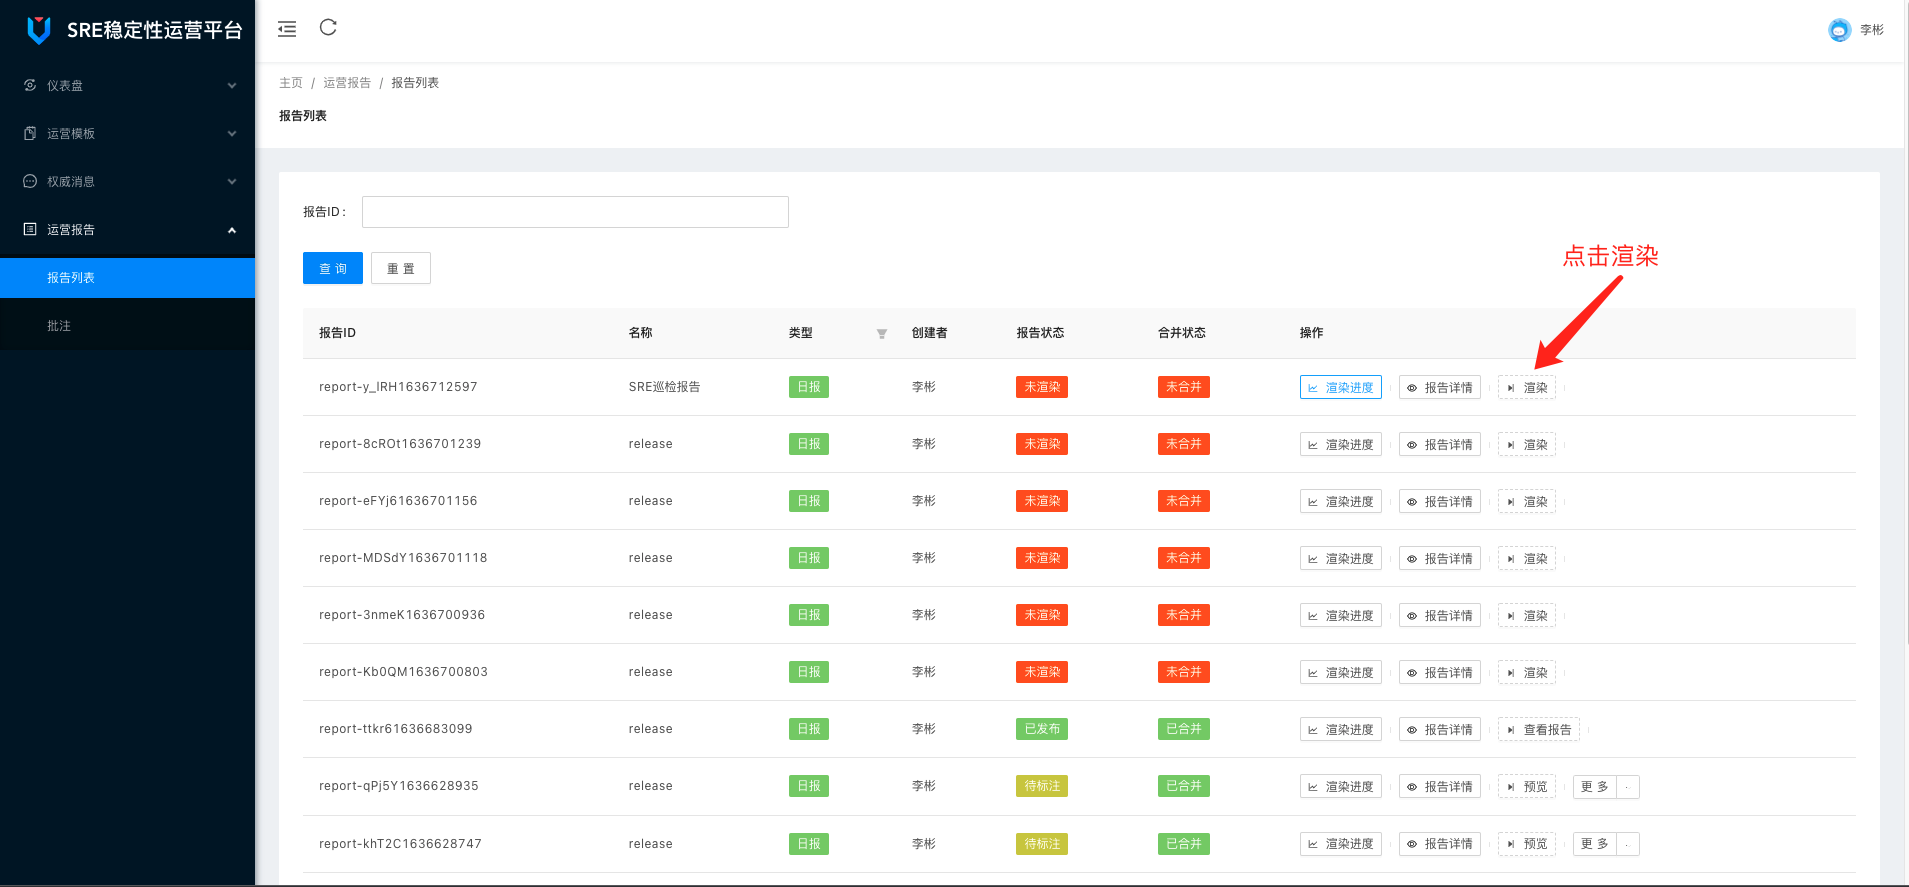 SRE稳定性运营平台
李彬
仪表盘
运营模板
权威消息
运营报告
报告列表
批注
主页 / 运营报告 / 报告列表
报告列表
报告ID：
查 询 重 置
点击渲染
报告ID 名称 类型 创建者 报告状态 合并状态 操作
report-y_IRH1636712597 SRE巡检报告 日报 李彬 未渲染 未合并 渲染进度 报告详情 渲染
report-8cROt1636701239 release 日报 李彬 未渲染 未合并 渲染进度 报告详情 渲染
report-eFYj61636701156 release 日报 李彬 未渲染 未合并 渲染进度 报告详情 渲染
report-MDSdY1636701118 release 日报 李彬 未渲染 未合并 渲染进度 报告详情 渲染
report-3nmeK1636700936 release 日报 李彬 未渲染 未合并 渲染进度 报告详情 渲染
report-Kb0QM1636700803 release 日报 李彬 未渲染 未合并 渲染进度 报告详情 渲染
report-ttkr61636683099 release 日报 李彬 已发布 已合并 渲染进度 报告详情 查看报告
report-qPj5Y1636628935 release 日报 李彬 待标注 已合并 渲染进度 报告详情 预览 更 多
report-khT2C1636628747 release 日报 李彬 待标注 已合并 渲染进度 报告详情 预览 更 多